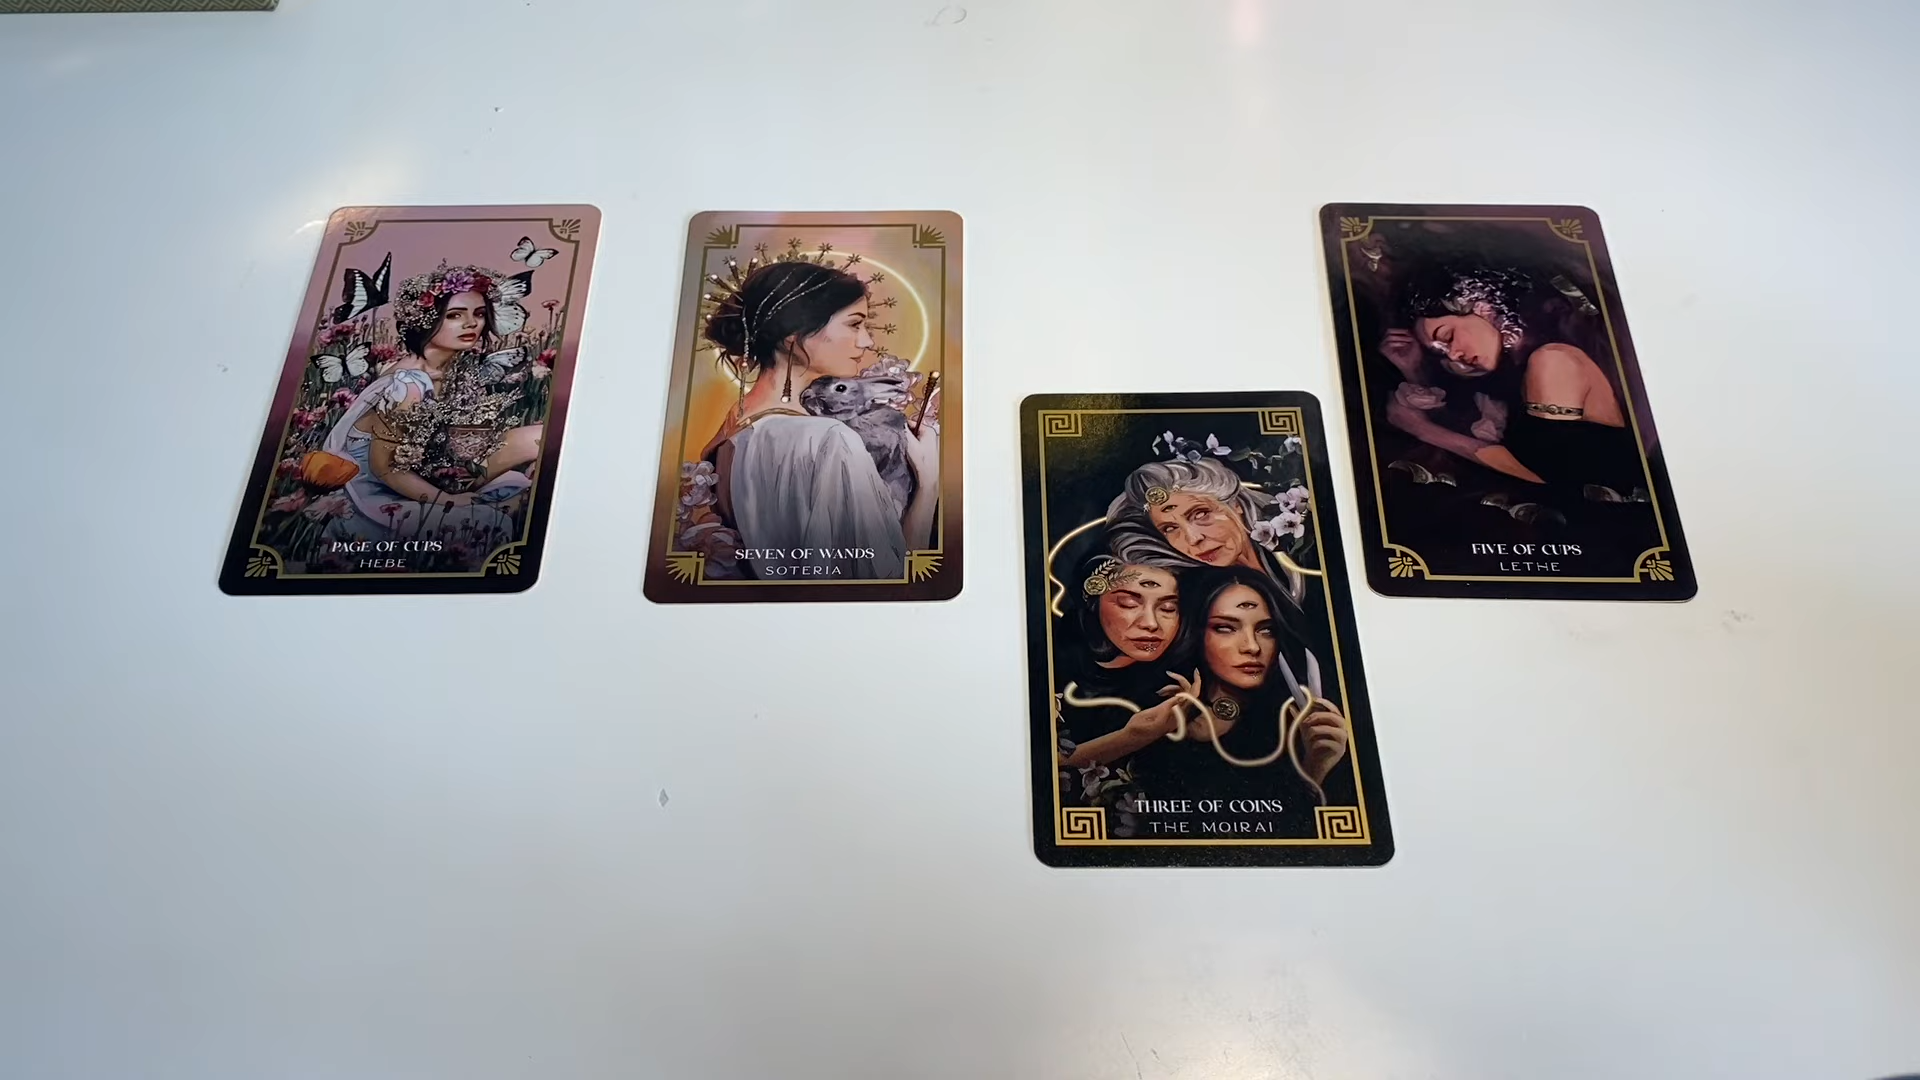 PAGE OF CUPS
HEBE
SEVEN OF WANDS
SOTERIA
THREE OF COINS
THE MOIRAI
FIVE OF CUPS
LETHE